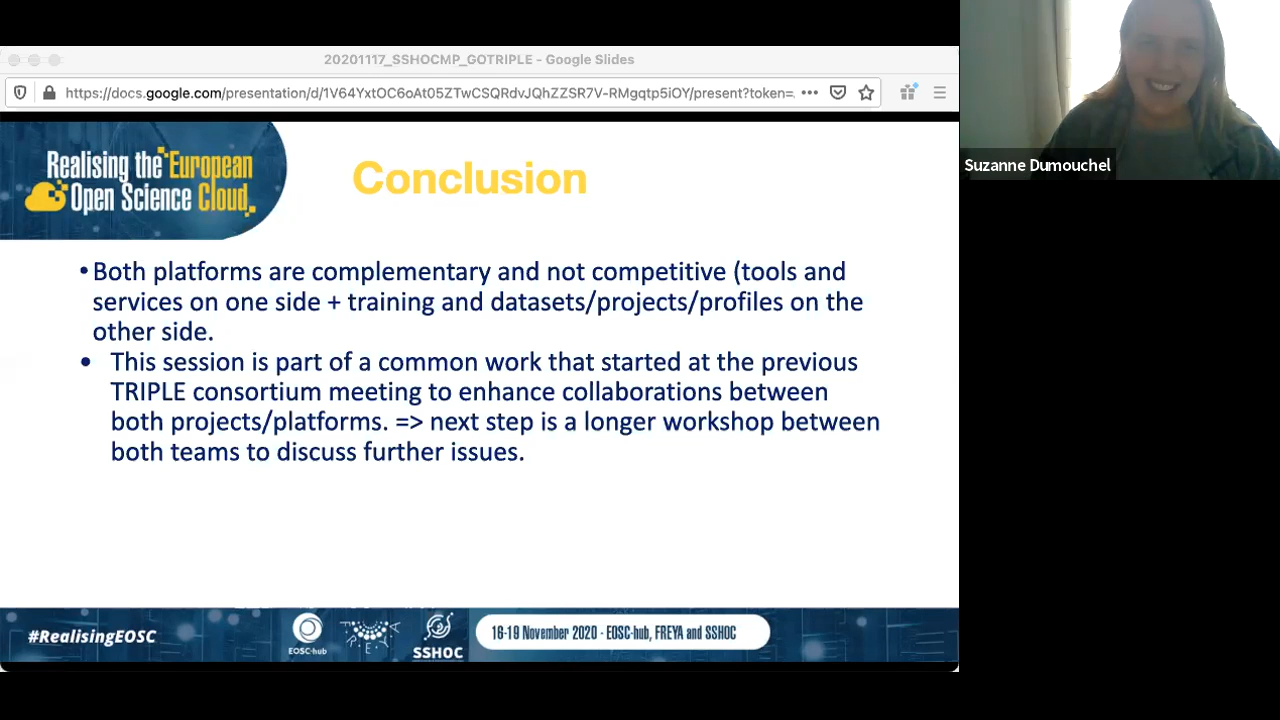 20201117_SSHOCMP_GOTRIPLE - Google Slides
https://docs.google.com/presentation/d/1V64YxtOC6oAt05ZTwCSQRdvJQhZZSR7V-RMgqtp5iOY/present?token=
Suzanne Dumouchel
Realising the European
Open Science Cloud
Conclusion
•Both platforms are complementary and not competitive (tools and
services on one side + training and datasets/projects/profiles on the
other side.
• This session is part of a common work that started at the previous
TRIPLE consortium meeting to enhance collaborations between
both projects/platforms. => next step is a longer workshop between
both teams to discuss further issues.
#RealisingEOSC
EOSC-hub
FREYA
SSHOC
16-19 November 2020 - EOSC-hub, FREYA and SSHOC